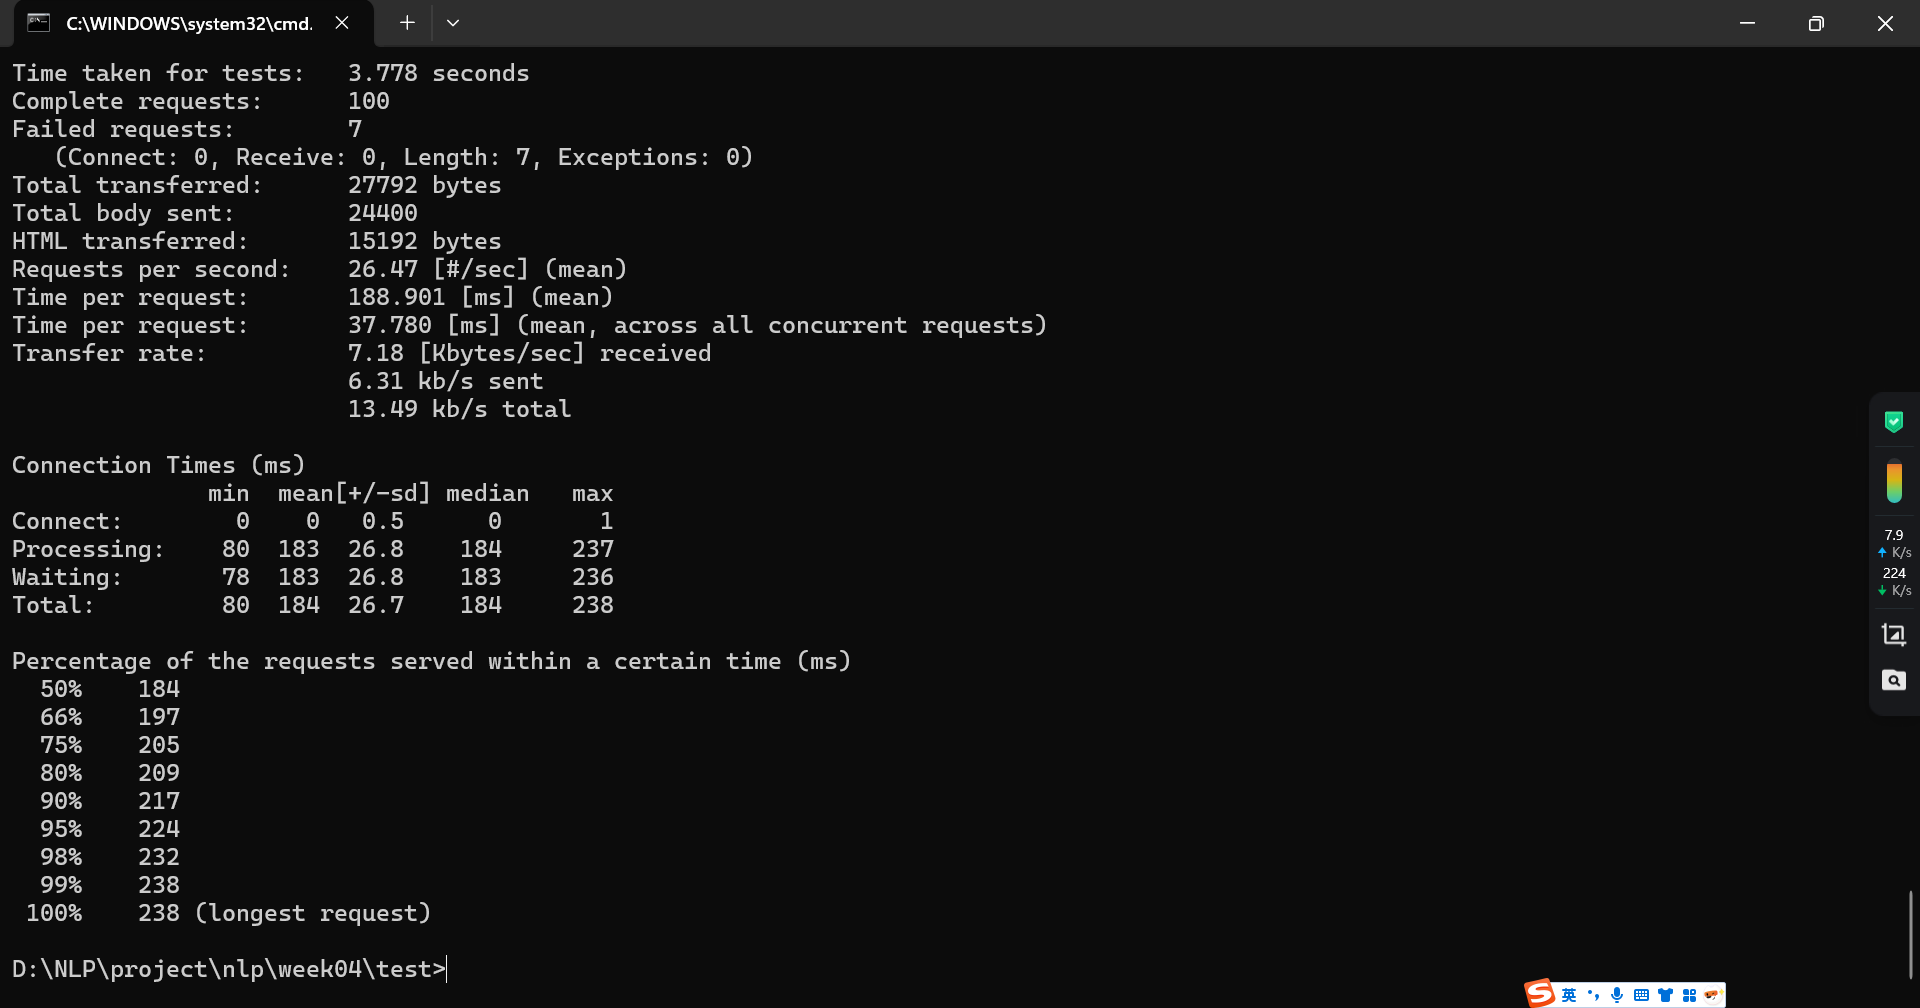 C:\WINDOWS\system32\cmd.
Time taken for tests:   3.778 seconds
Complete requests:      100
Failed requests:        7
   (Connect: 0, Receive: 0, Length: 7, Exceptions: 0)
Total transferred:      27792 bytes
Total body sent:        24400
HTML transferred:       15192 bytes
Requests per second:    26.47 [#/sec] (mean)
Time per request:       188.901 [ms] (mean)
Time per request:       37.780 [ms] (mean, across all concurrent requests)
Transfer rate:          7.18 [Kbytes/sec] received
                        6.31 kb/s sent
                        13.49 kb/s total
Connection Times (ms)
              min  mean[+/-sd] median   max
Connect:        0    0   0.5      0       1
Processing:    80  183  26.8    184     237
Waiting:       78  183  26.8    183     236
Total:         80  184  26.7    184     238
Percentage of the requests served within a certain time (ms)
  50%    184
  66%    197
  75%    205
  80%    209
  90%    217
  95%    224
  98%    232
  99%    238
 100%    238 (longest request)
D:\NLP\project\nlp\week04\test>
7.9
K/s
224
K/s
S 英